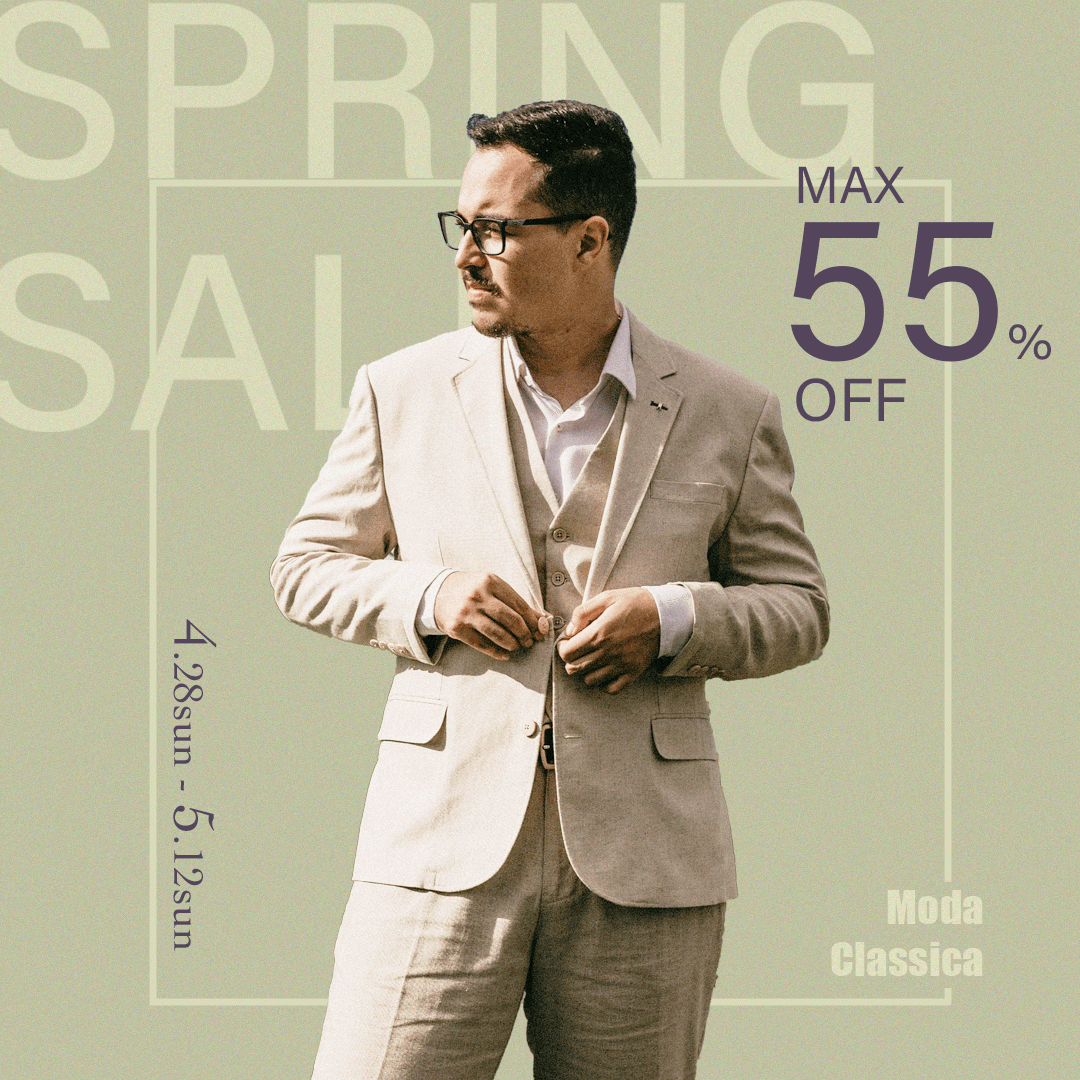 SPRING
SAL
MAX
55%
OFF
4.28sun - 5.12sun
Moda
Classica